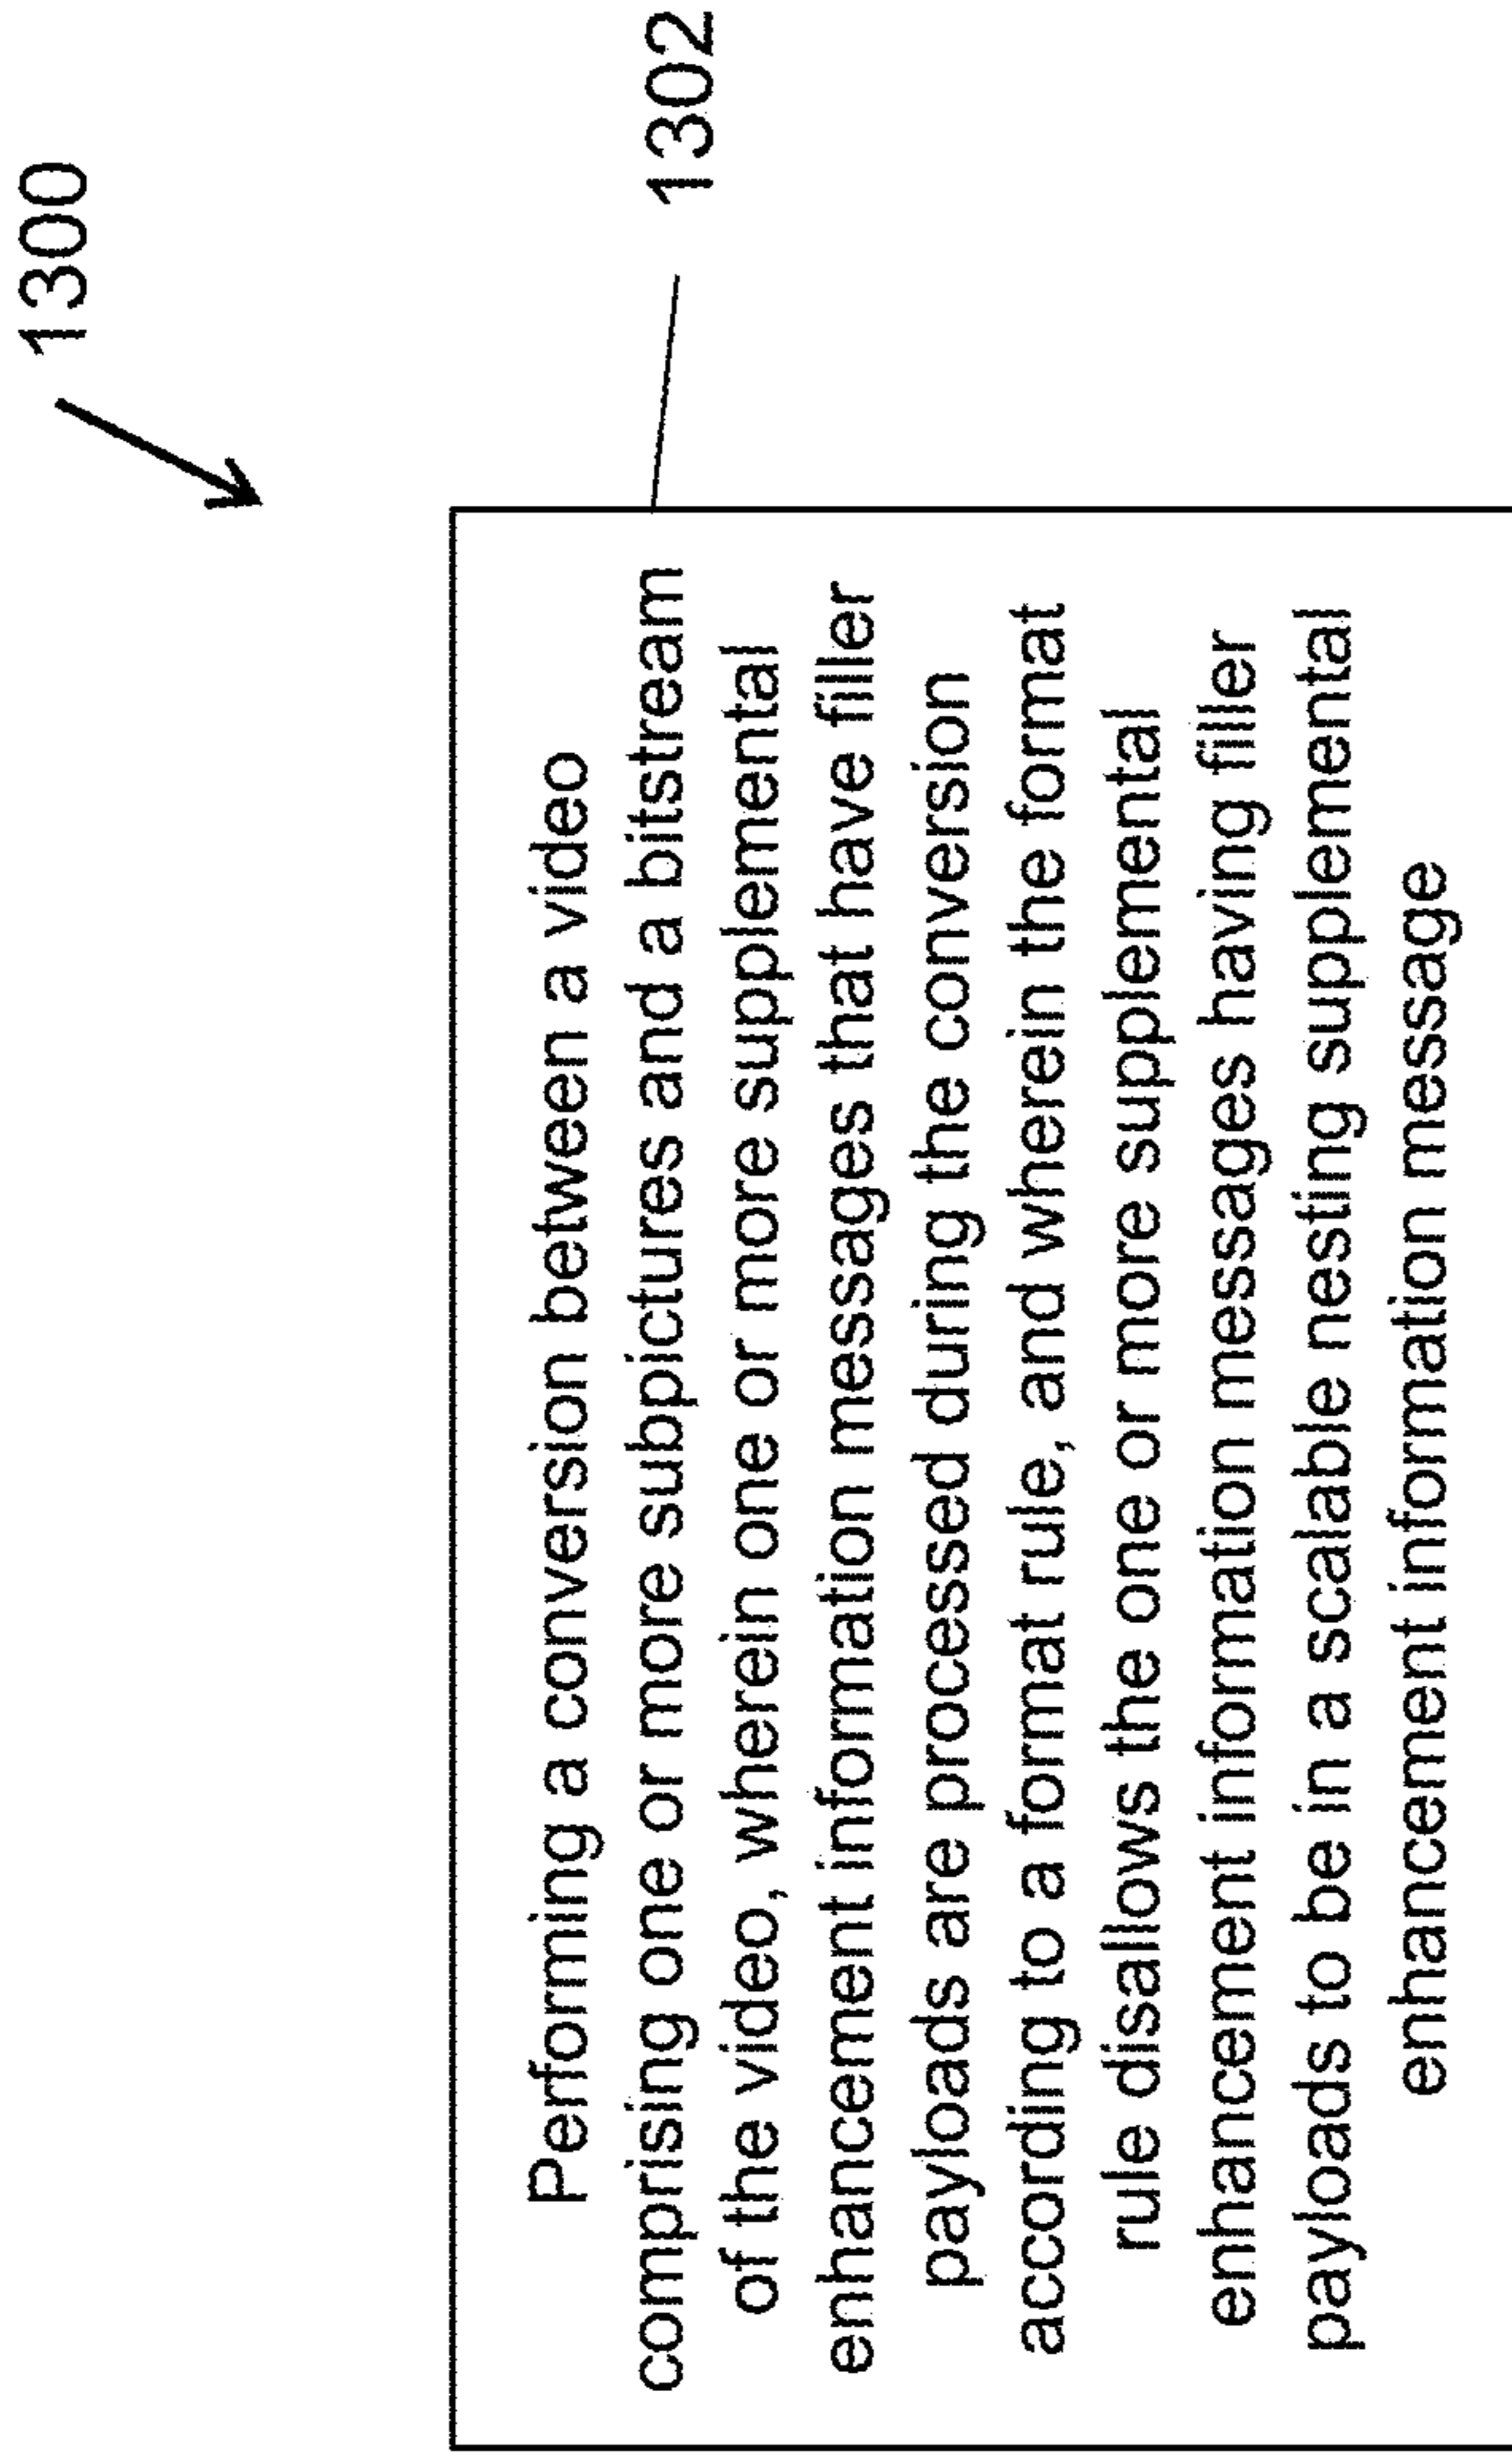 1300
1302
Performing a conversion between a video
comprising one or more subpictures and a bitstream
of the video, wherein one or more supplemental
enhancement information messages that have filler
payloads are processed during the conversion
according to a format rule, and wherein the format
rule disallows the one or more supplemental
enhancement information messages having filler
payloads to be in a scalable nesting supplemental
enhancement information message